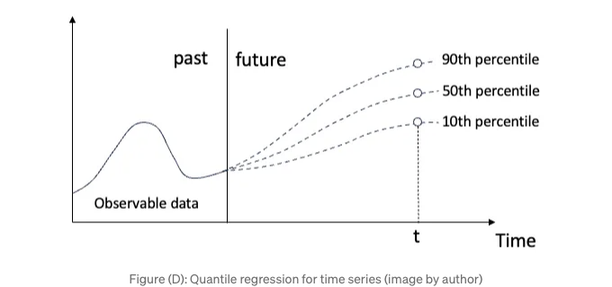 past
future
90th percentile
50th percentile
10th percentile
Observable data
t
Time
Figure (D): Quantile regression for time series (image by author)